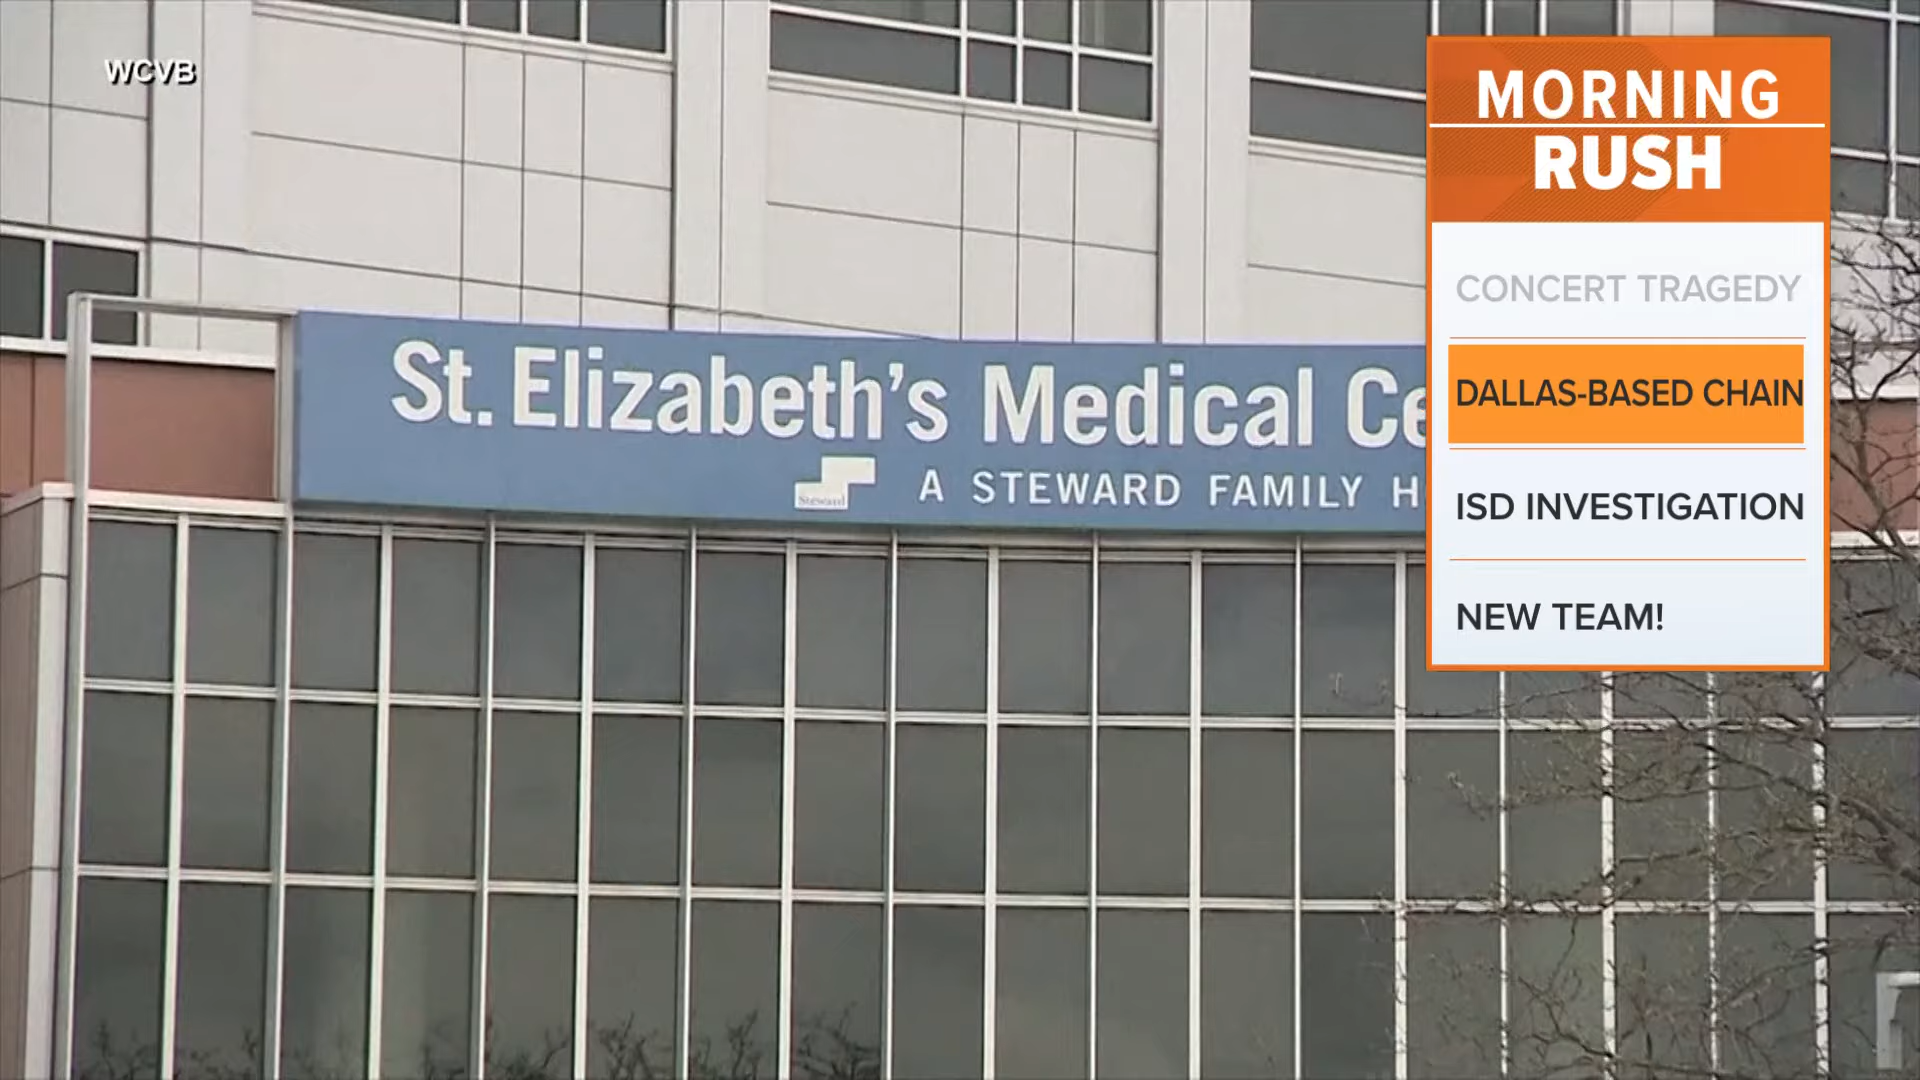 WCVB
MORNING
RUSH
CONCERT TRAGEDY
DALLAS-BASED CHAIN
ISD INVESTIGATION
NEW TEAM!
St. Elizabeth's Medical Ce
Steward
A STEWARD FAMILY H